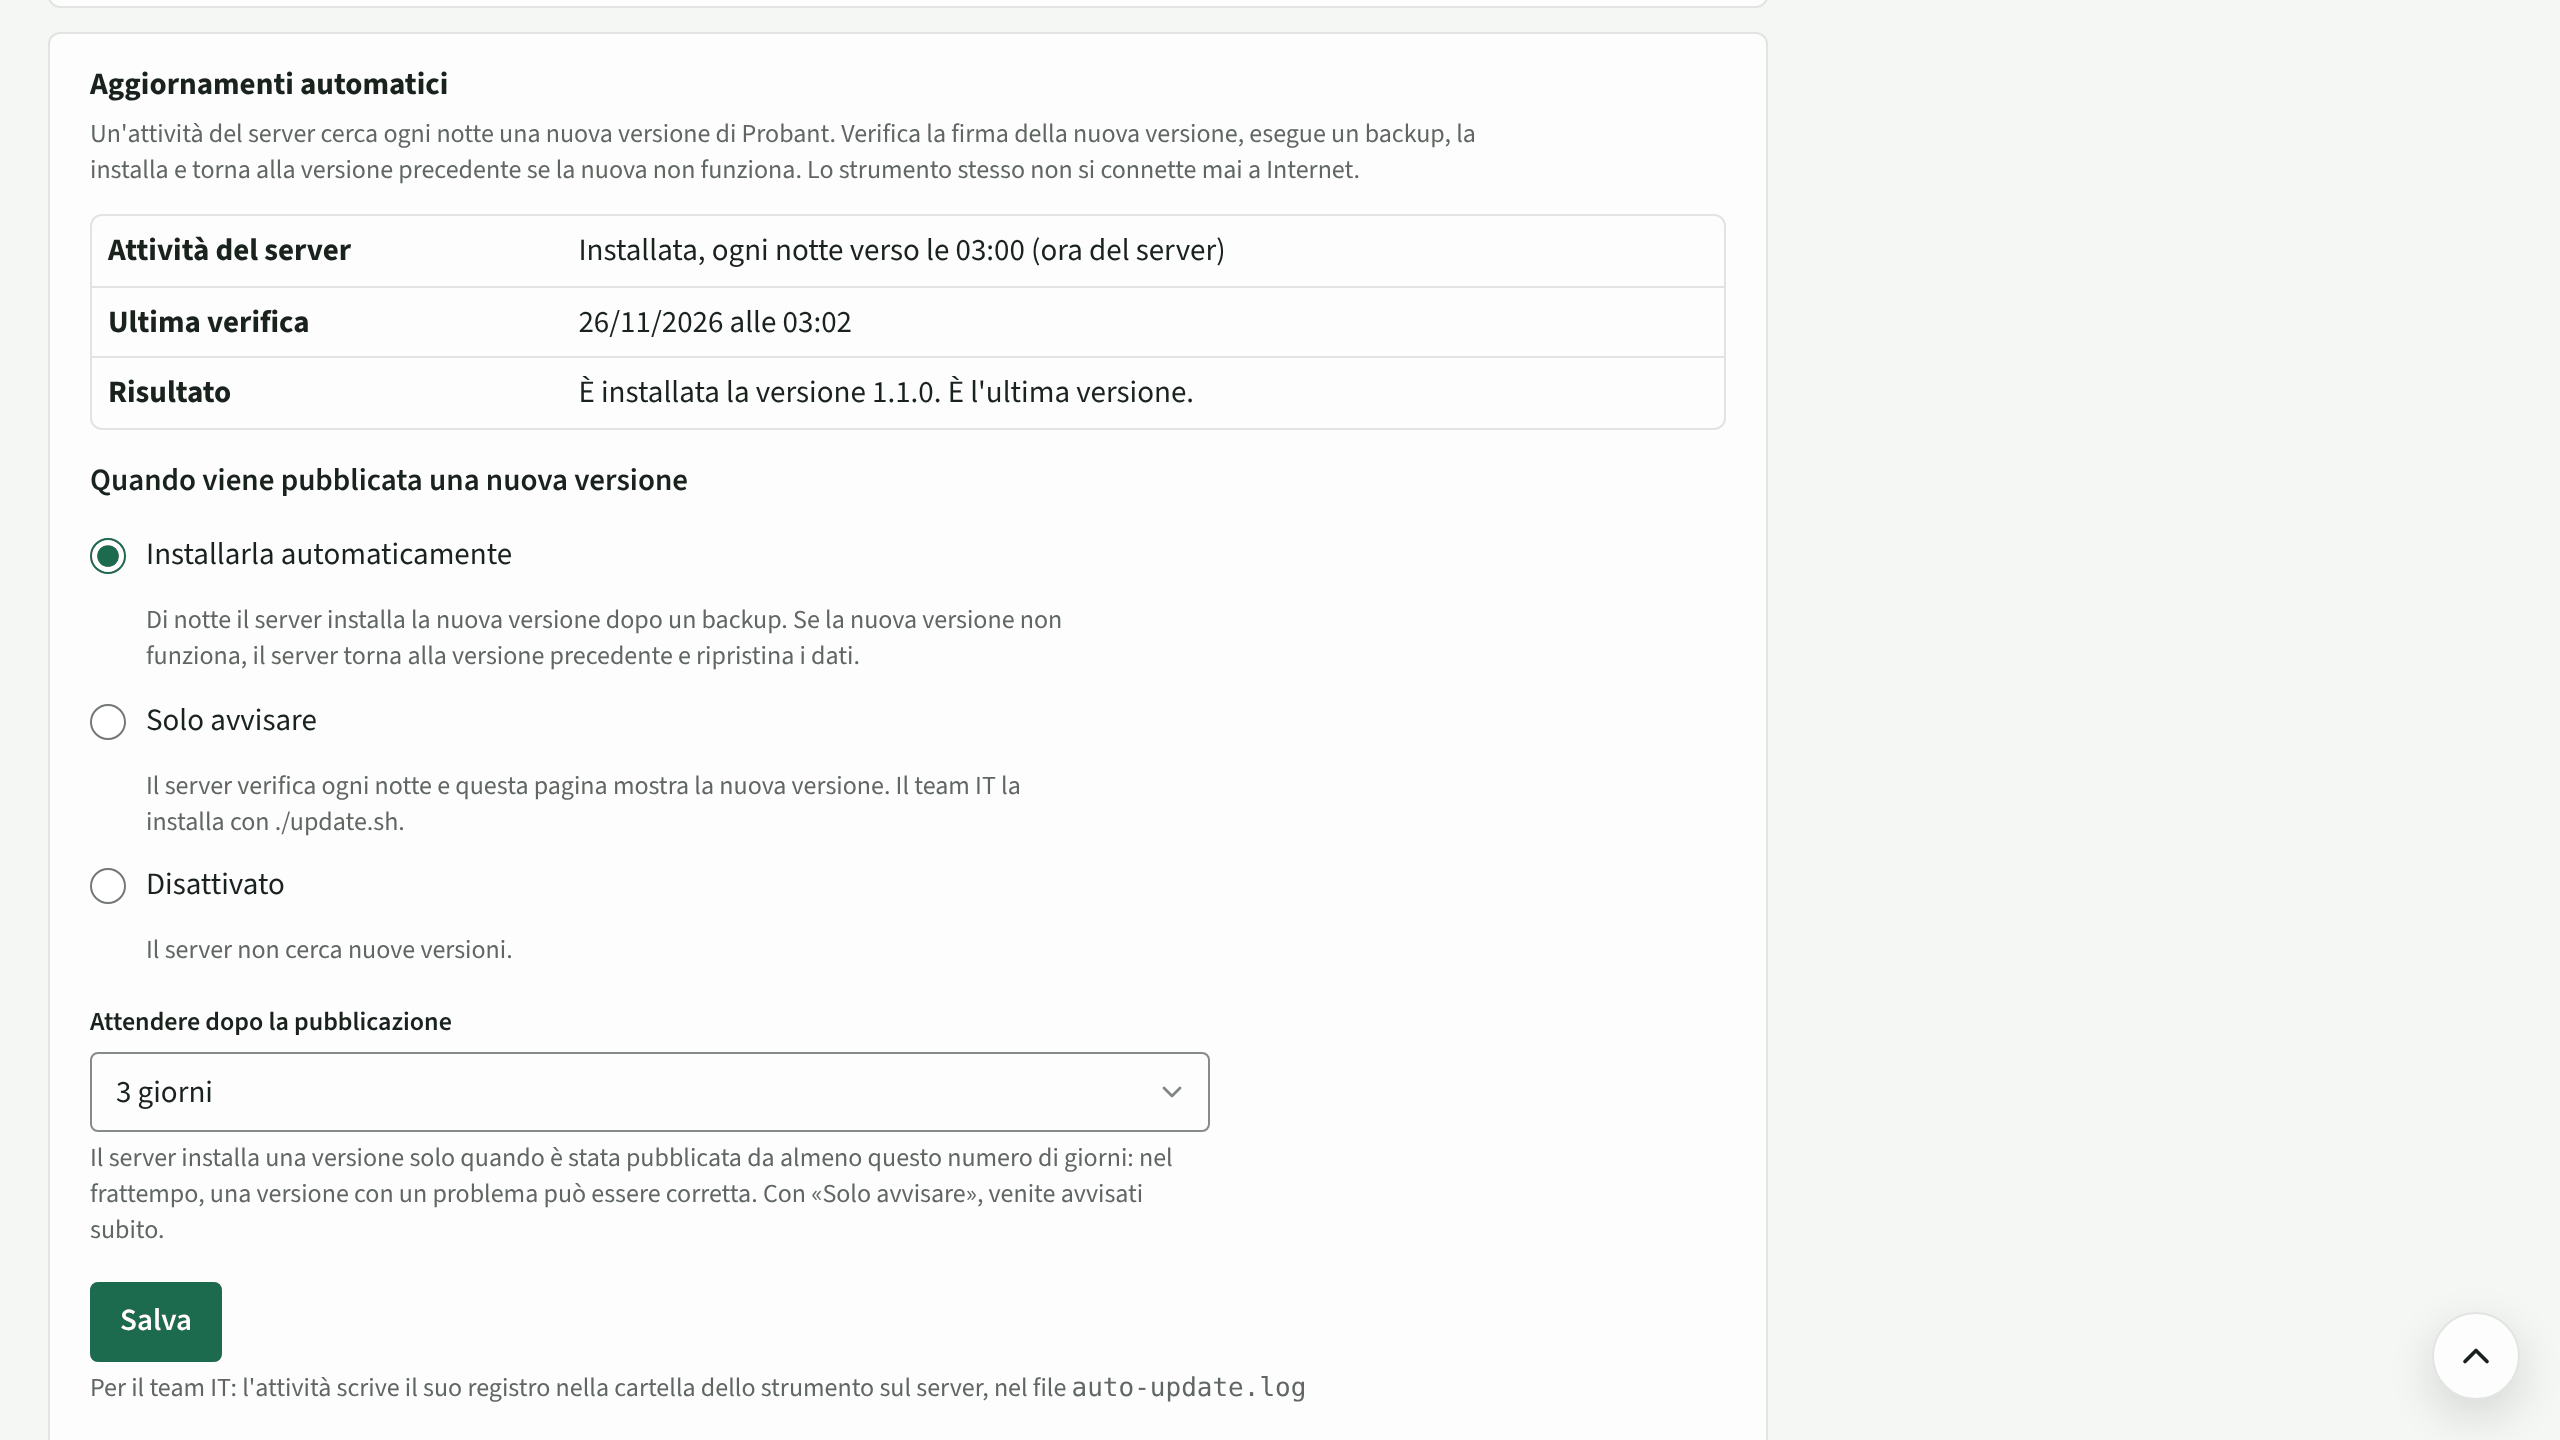 Aggiornamenti automatici
Un'attività del server cerca ogni notte una nuova versione di Probant. Verifica la firma della nuova versione, esegue un backup, la
installa e torna alla versione precedente se la nuova non funziona. Lo strumento stesso non si connette mai a Internet.
Attività del server Installata, ogni notte verso le 03:00 (ora del server)
Ultima verifica 26/11/2026 alle 03:02
Risultato È installata la versione 1.1.0. È l'ultima versione.
Quando viene pubblicata una nuova versione
Installarla automaticamente
Di notte il server installa la nuova versione dopo un backup. Se la nuova versione non
funziona, il server torna alla versione precedente e ripristina i dati.
Solo avvisare
Il server verifica ogni notte e questa pagina mostra la nuova versione. Il team IT la
installa con ./update.sh.
Disattivato
Il server non cerca nuove versioni.
Attendere dopo la pubblicazione
3 giorni
Il server installa una versione solo quando è stata pubblicata da almeno questo numero di giorni: nel
frattempo, una versione con un problema può essere corretta. Con «Solo avvisare», venite avvisati
subito.
Salva
Per il team IT: l'attività scrive il suo registro nella cartella dello strumento sul server, nel file auto-update.log